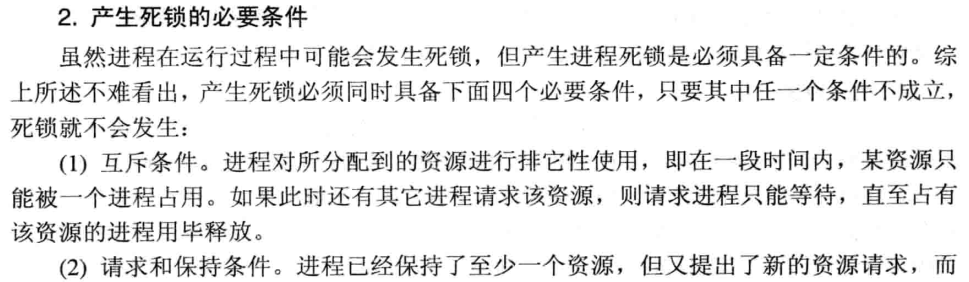 2. 产生死锁的必要条件
虽然进程在运行过程中可能会发生死锁，但产生进程死锁是必须具备一定条件的。综
上所述不难看出，产生死锁必须同时具备下面四个必要条件，只要其中任一个条件不成立，
死锁就不会发生：
(1) 互斥条件。进程对所分配到的资源进行排它性使用，即在一段时间内，某资源只
能被一个进程占用。如果此时还有其它进程请求该资源，则请求进程只能等待，直至占有
该资源的进程用毕释放。
(2) 请求和保持条件。进程已经保持了至少一个资源，但又提出了新的资源请求，而